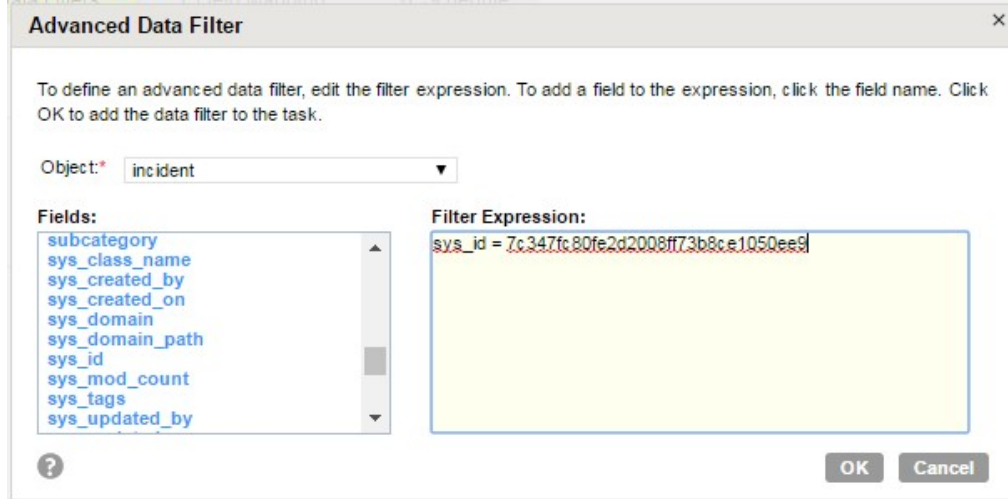 Advanced Data Filter
To define an advanced data filter, edit the filter expression. To add a field to the expression, click the field name. Click
OK to add the data filter to the task.
Object:* incident
Fields:
subcategory
sys_class_name
sys_created_by
sys_created_on
sys_domain
sys_domain_path
sys_id
sys_mod_count
sys_tags
sys_updated_by
Filter Expression:
sys_id = 7c347fc80fe2d2008ff73b8ce1050ee9
OK Cancel